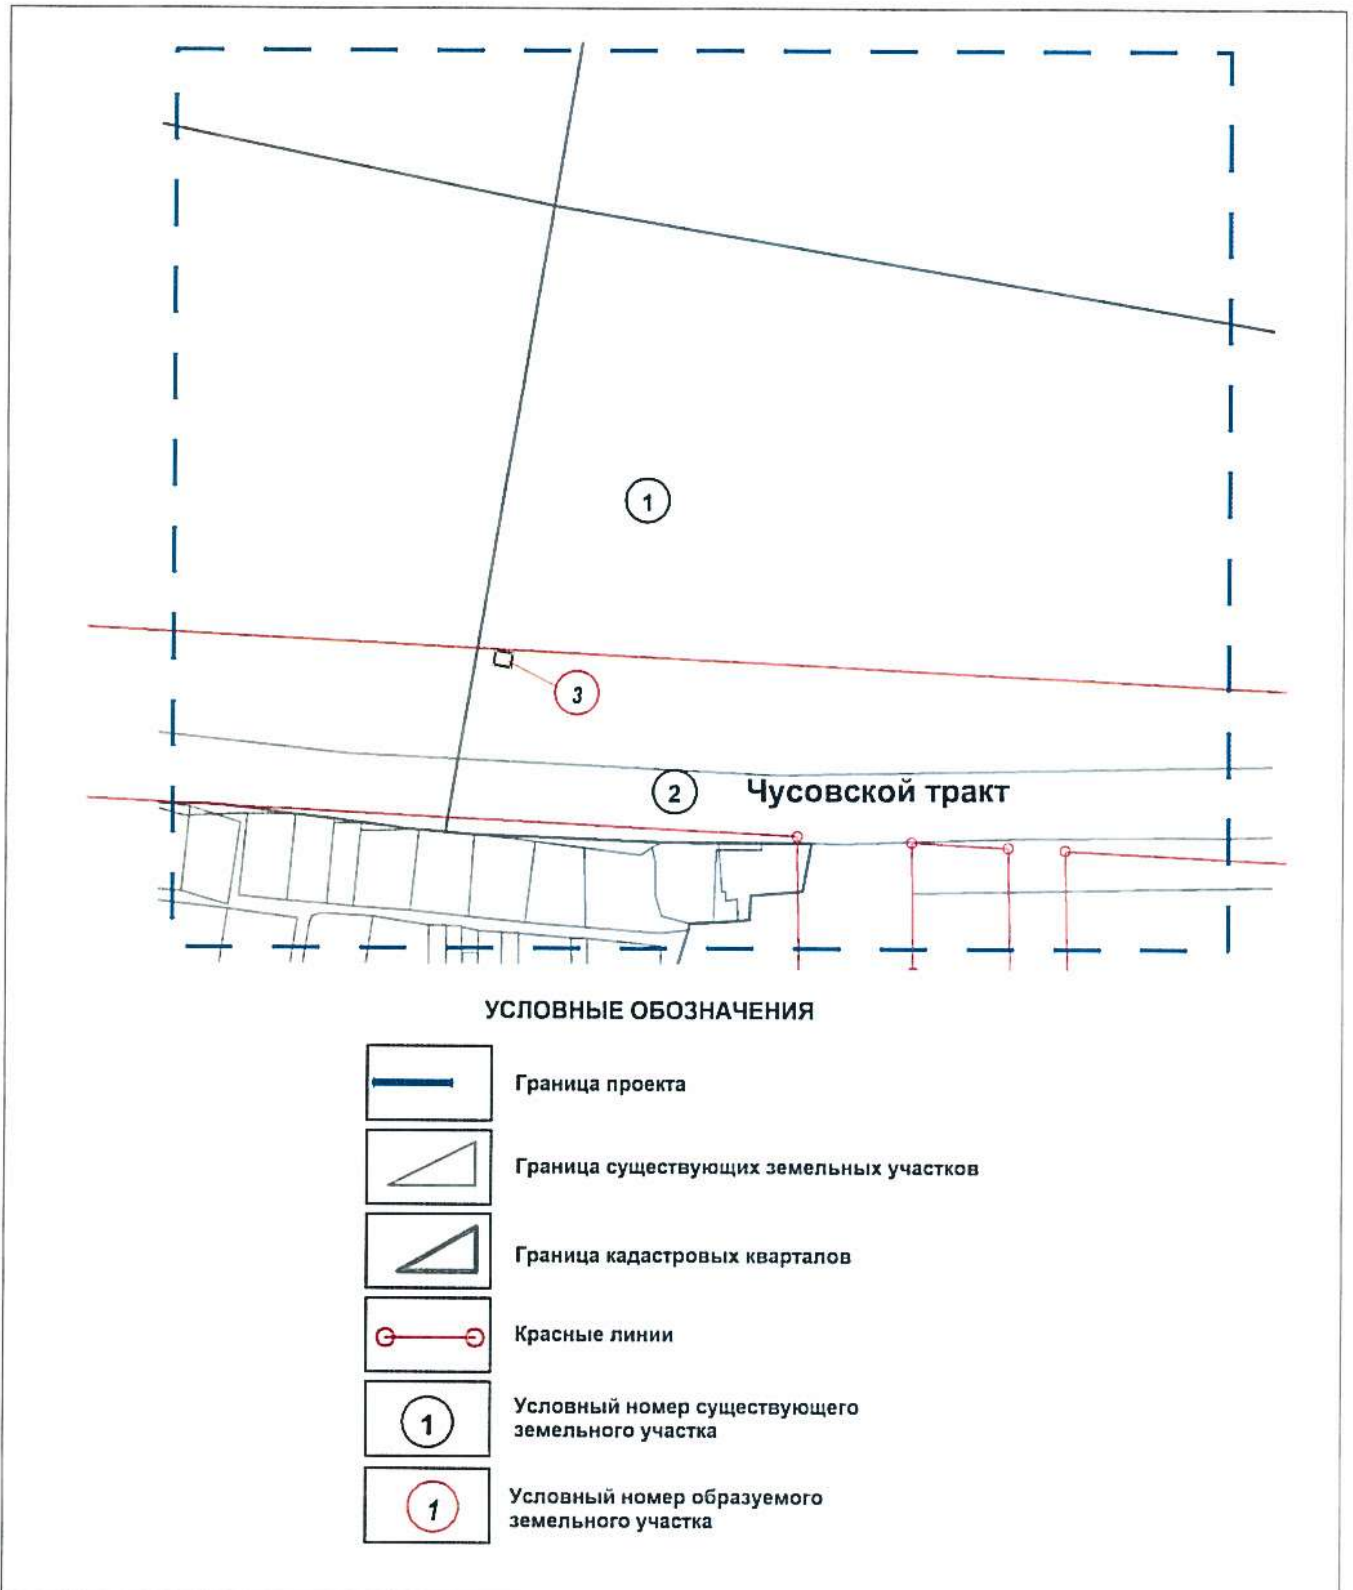 1
3
2
Чусовской тракт
УСЛОВНЫЕ ОБОЗНАЧЕНИЯ
Граница проекта
Граница существующих земельных участков
Граница кадастровых кварталов
Красные линии
1
Условный номер существующего
земельного участка
1
Условный номер образуемого
земельного участка